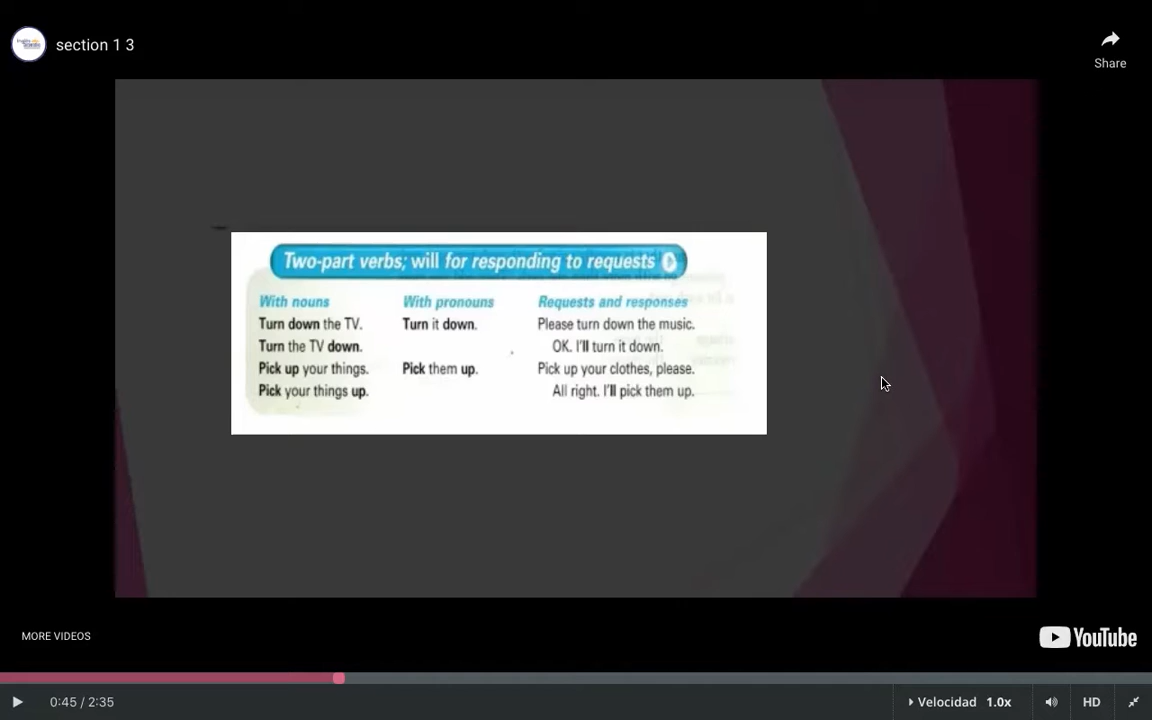 section 1 3
Share
Two-part verbs; will for responding to requests
With nouns
Turn down the TV.
Turn the TV down.
Pick up your things.
Pick your things up.
With pronouns
Turn it down.
Pick them up.
Requests and responses
Please turn down the music.
OK. I'll turn it down.
Pick up your clothes, please.
All right. I'll pick them up.
MORE VIDEOS
YouTube
0:45 / 2:35
Velocidad 1.0x
HD